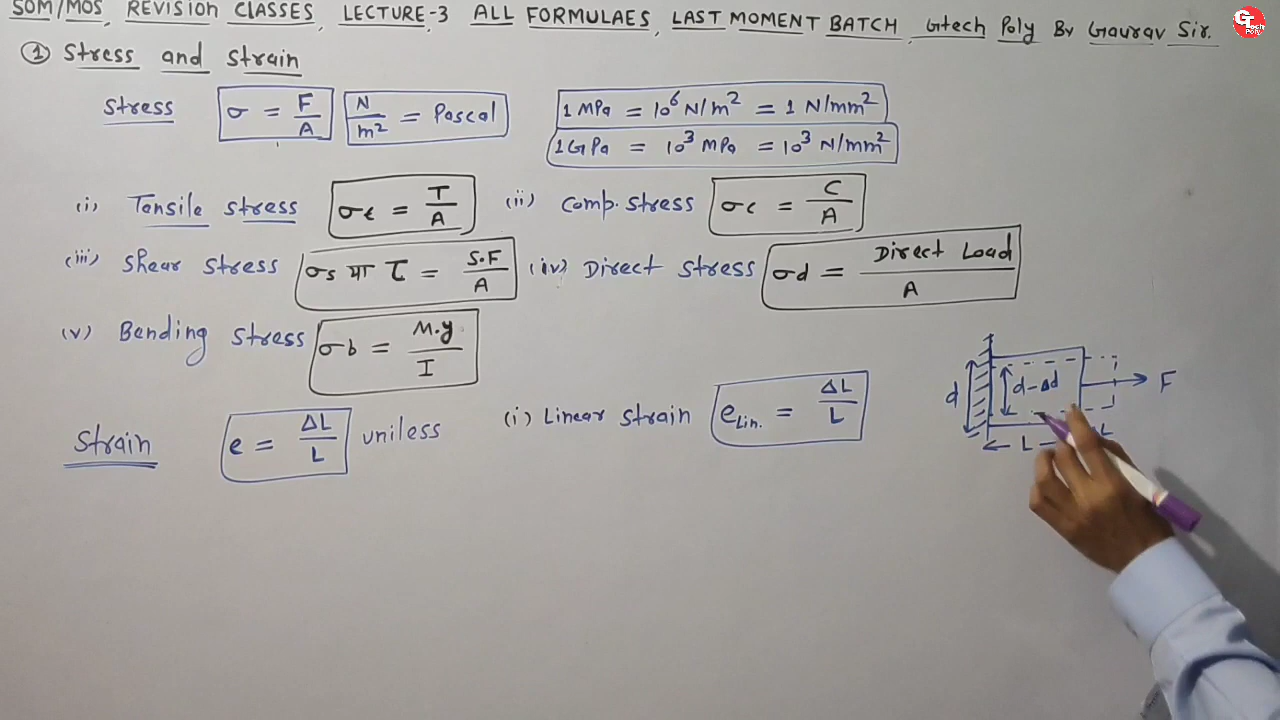 SOM/MOS, REVISION CLASSES, LECTURE-3 ALL FORMULAES, LAST MOMENT BATCH, Gtech Poly By Gaurav Sir.
GTech POLY
① Stress and strain
Stress σ = F/A N/m² = Pascal 1 MPa = 10⁶ N/m² = 1 N/mm²
1 GPa = 10³ MPa = 10³ N/mm²
(i) Tensile stress σt = T/A (ii) Comp. stress σc = C/A
(iii) Shear stress σs या τ = S.F/A (iv) Direct stress σd = Direct Load/A
(v) Bending stress σb = M.y/I
Strain e = ΔL/L uniless (i) Linear strain eLin. = ΔL/L
d d-Δd F
L L